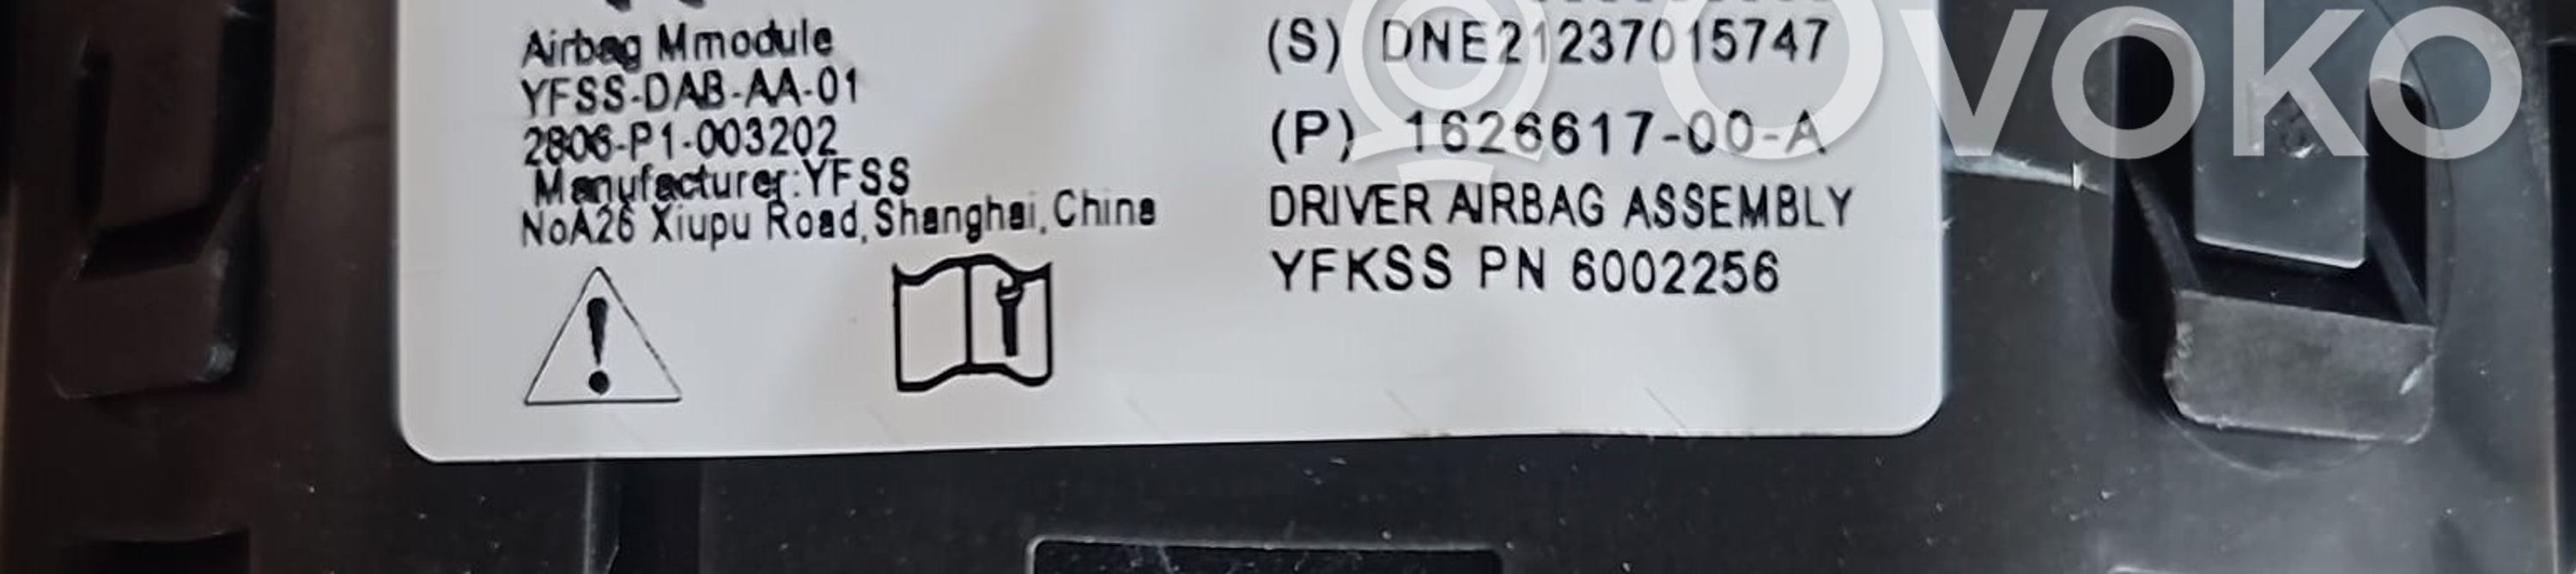 Airbag Mmodule
YFSS-DAB-AA-01
2806-P1-003202
Manufacturer:YFSS
NoA26 Xiupu Road,Shanghai,China
(S) DNE21237015747
(P) 1626617-00-A
DRIVER AIRBAG ASSEMBLY
YFKSS PN 6002256
Ovoko